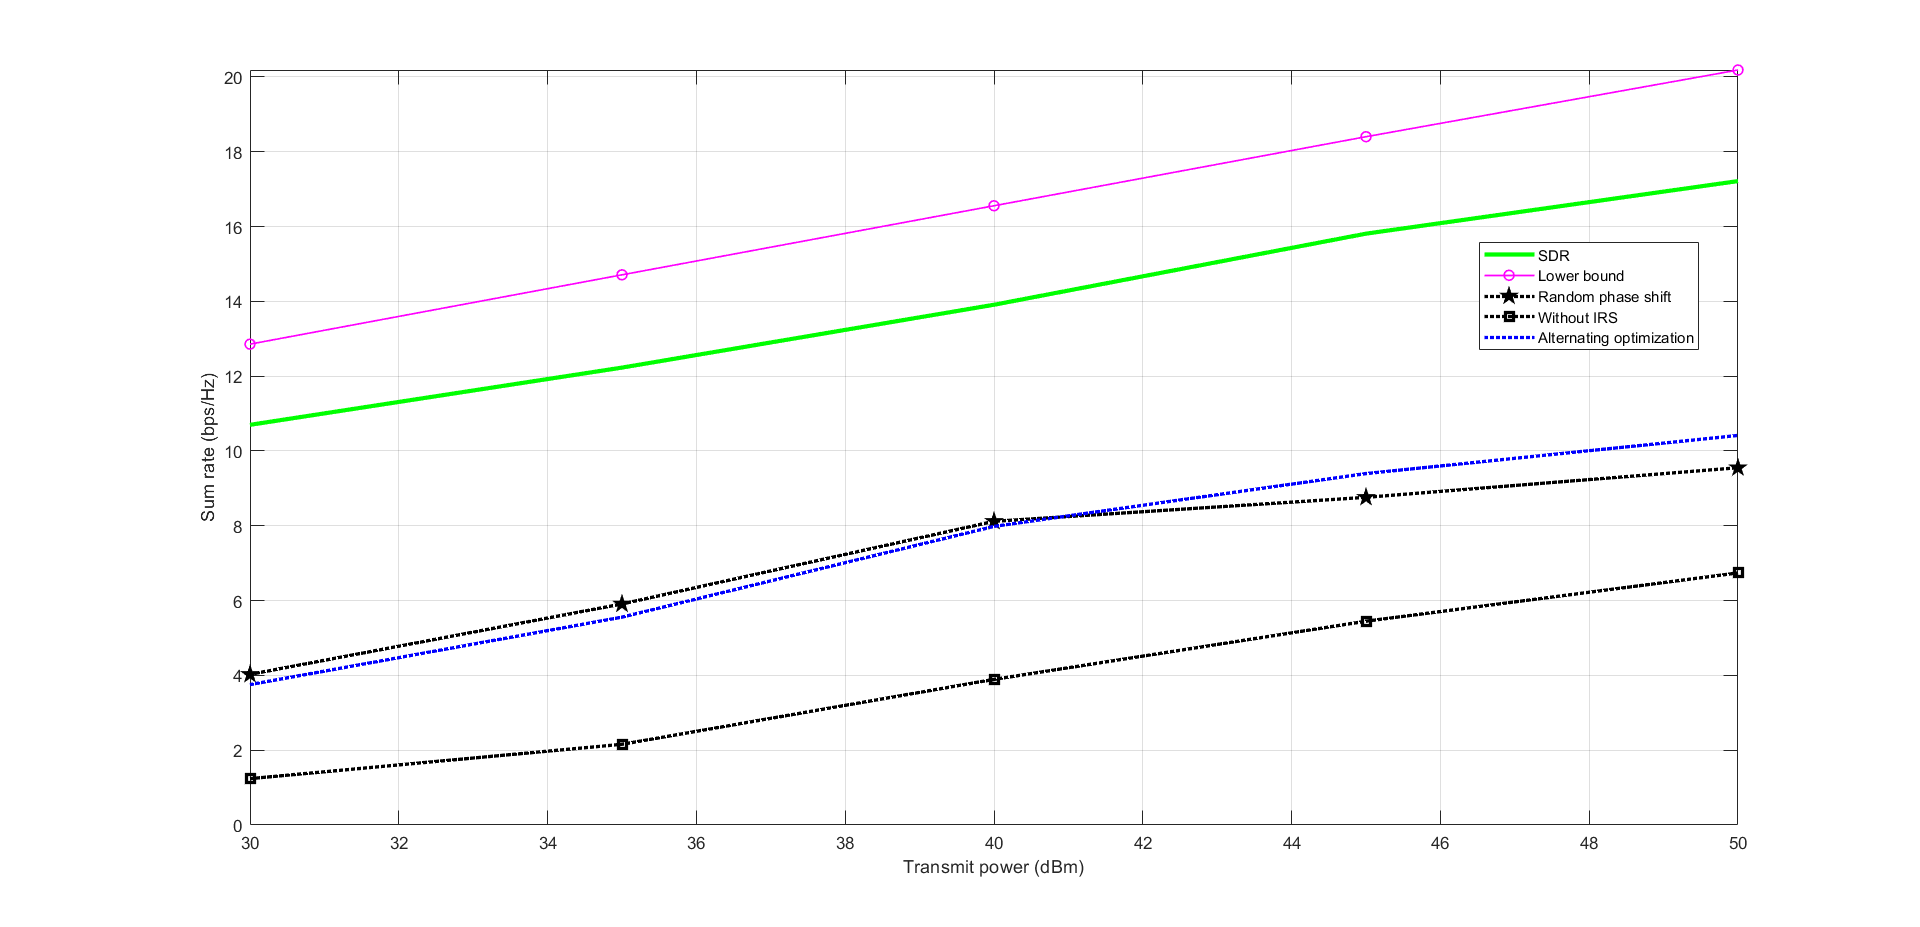 20
18
16
14
12
10
8
6
4
2
0
Sum rate (bps/Hz)
SDR
Lower bound
Random phase shift
Without IRS
Alternating optimization
30 32 34 36 38 40 42 44 46 48 50
Transmit power (dBm)